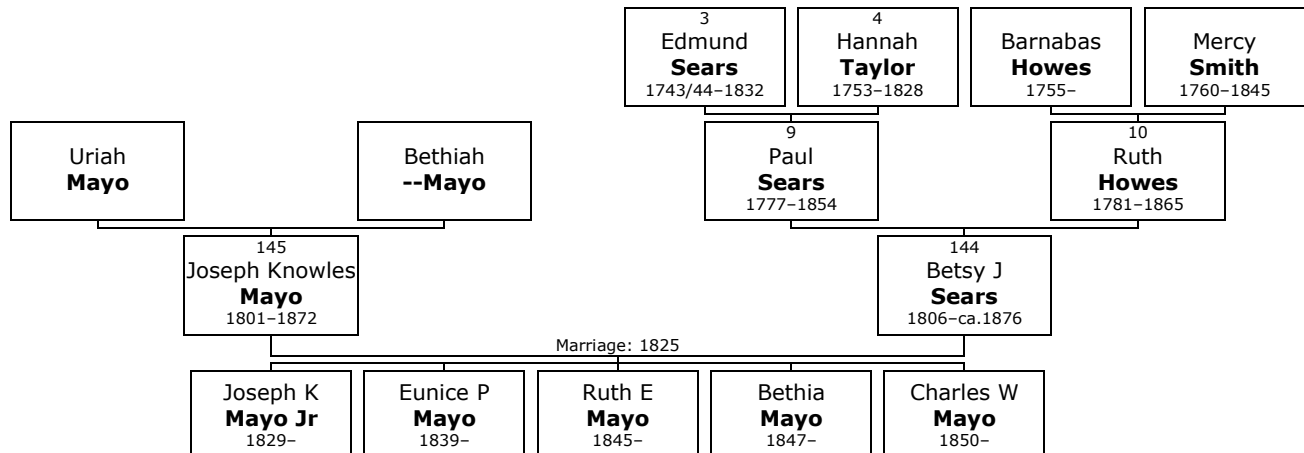 3
Edmund
Sears
1743/44–1832
4
Hannah
Taylor
1753–1828
Barnabas
Howes
1755–
Mercy
Smith
1760–1845
Uriah
Mayo
Bethiah
--Mayo
9
Paul
Sears
1777–1854
10
Ruth
Howes
1781–1865
145
Joseph Knowles
Mayo
1801–1872
144
Betsy J
Sears
1806–ca.1876
Marriage: 1825
Joseph K
Mayo Jr
1829–
Eunice P
Mayo
1839–
Ruth E
Mayo
1845–
Bethia
Mayo
1847–
Charles W
Mayo
1850–